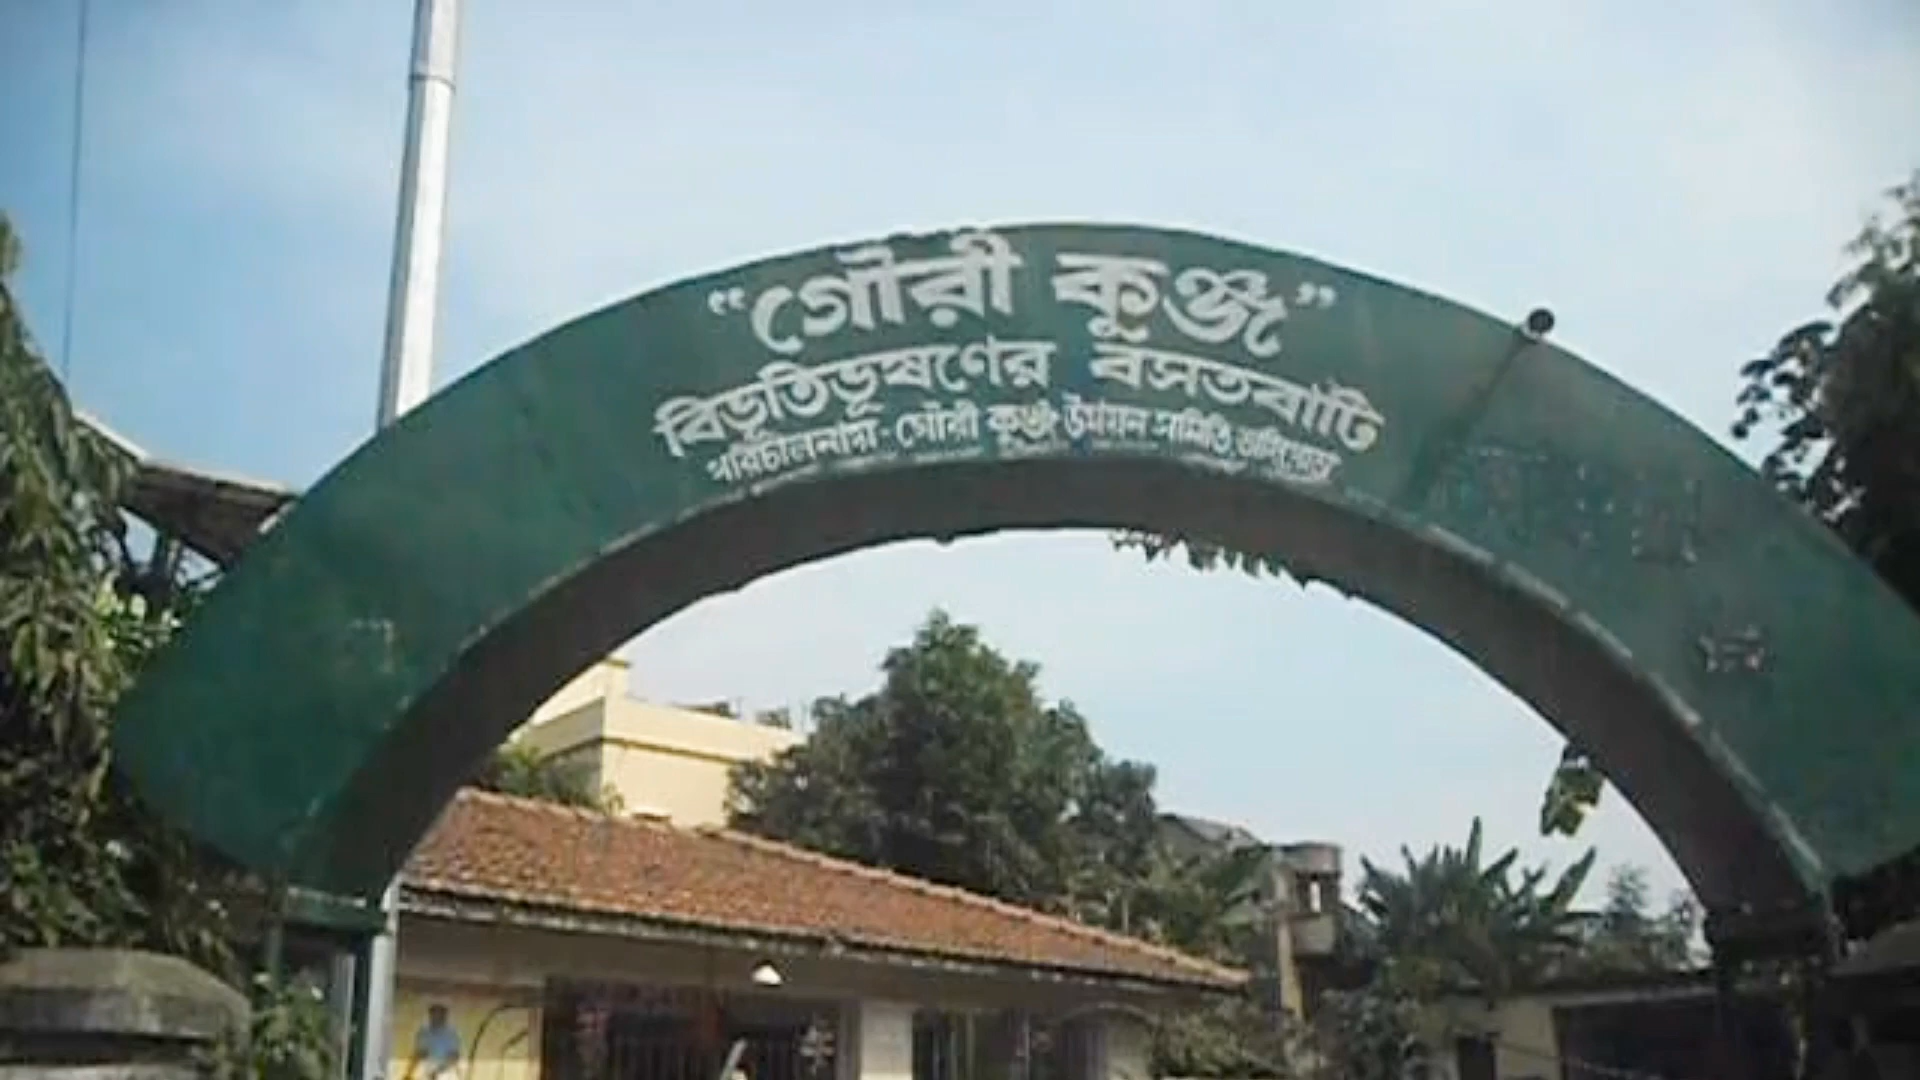 “গৌরী কুঞ্জ”
বিভূতিভূষণের বসতবাটি
পরিচালনায়-গৌরী কুঞ্জ উন্নয়ন সমিতি